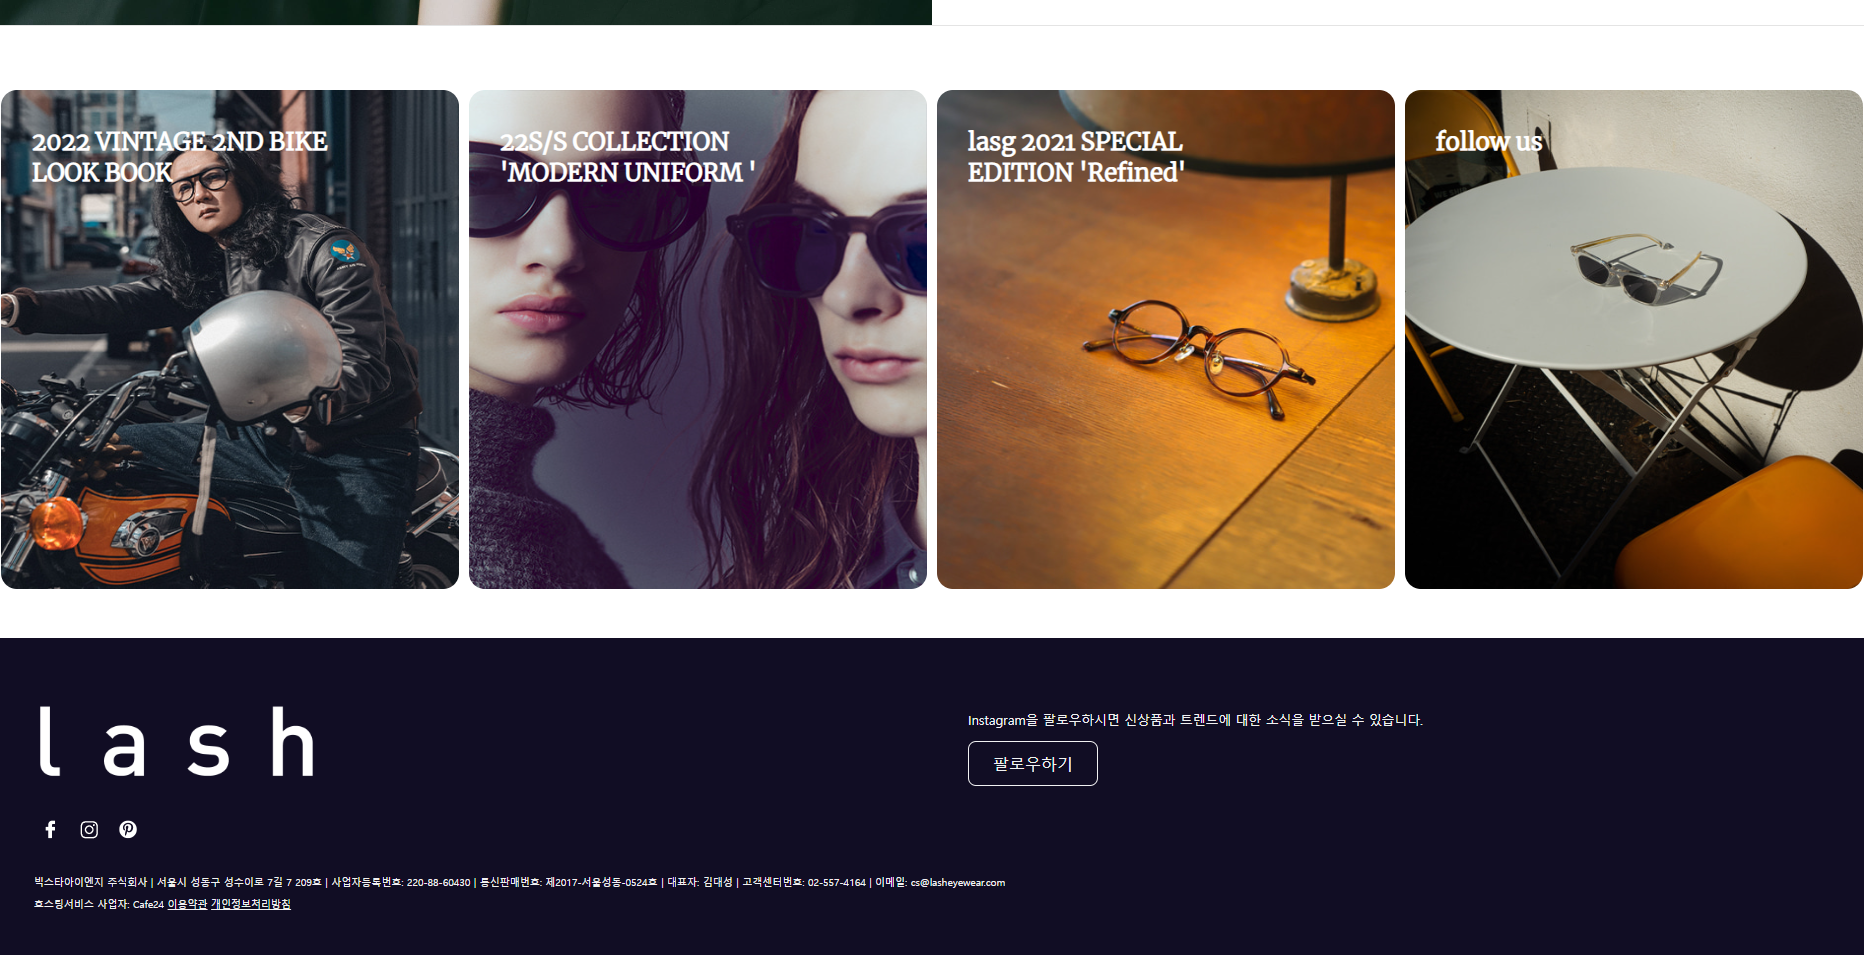 2022 VINTAGE 2ND BIKE
LOOK BOOK
22S/S COLLECTION
'MODERN UNIFORM '
lasg 2021 SPECIAL
EDITION 'Refined'
follow us
lash
Instagram을 팔로우하시면 신상품과 트렌드에 대한 소식을 받으실 수 있습니다.
팔로우하기
빅스타아이엔지 주식회사 | 서울시 성동구 성수이로 7길 7 209호 | 사업자등록번호: 220-88-60430 | 통신판매번호: 제2017-서울성동-0524호 | 대표자: 김대성 | 고객센터번호: 02-557-4164 | 이메일: cs@lasheyewear.com
호스팅서비스 사업자: Cafe24 이용약관 개인정보처리방침